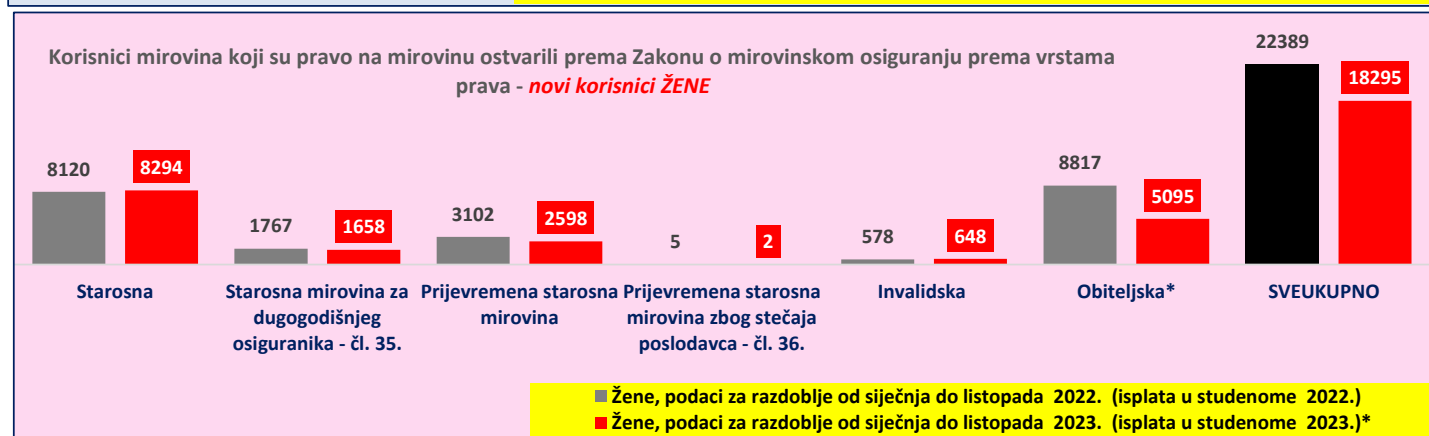 Korisnici mirovina koji su pravo na mirovinu ostvarili prema Zakonu o mirovinskom osiguranju prema vrstama
prava - novi korisnici ŽENE
8120
8294
1767
1658
3102
2598
5
2
578
648
8817
5095
22389
18295
Starosna
Starosna mirovina za
dugogodišnjeg
osiguranika - čl. 35.
Prijevremena starosna
mirovina
Prijevremena starosna
mirovina zbog stečaja
poslodavca - čl. 36.
Invalidska
Obiteljska*
SVEUKUPNO
Žene, podaci za razdoblje od siječnja do listopada 2022. (isplata u studenome 2022.)
Žene, podaci za razdoblje od siječnja do listopada 2023. (isplata u studenome 2023.)*